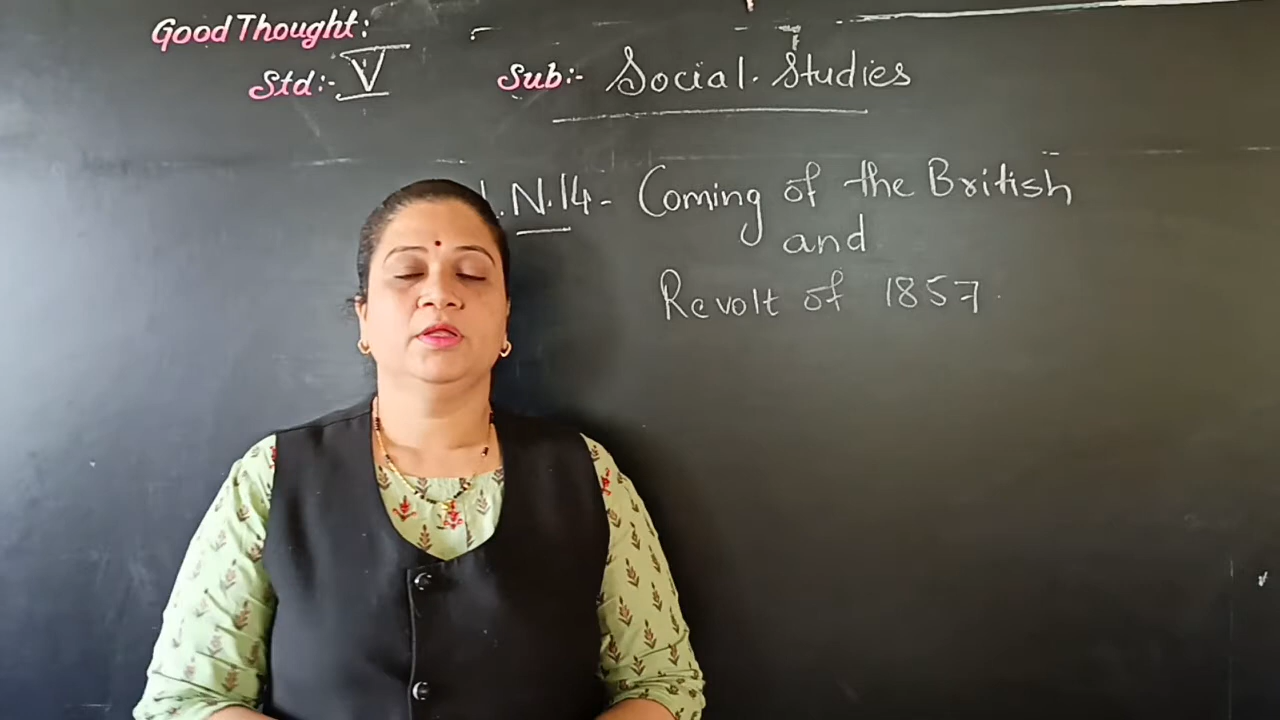 Good Thought:
Std:- V Sub:- Social. Studies
.N.14- Coming of the British
and
Revolt of 1857.